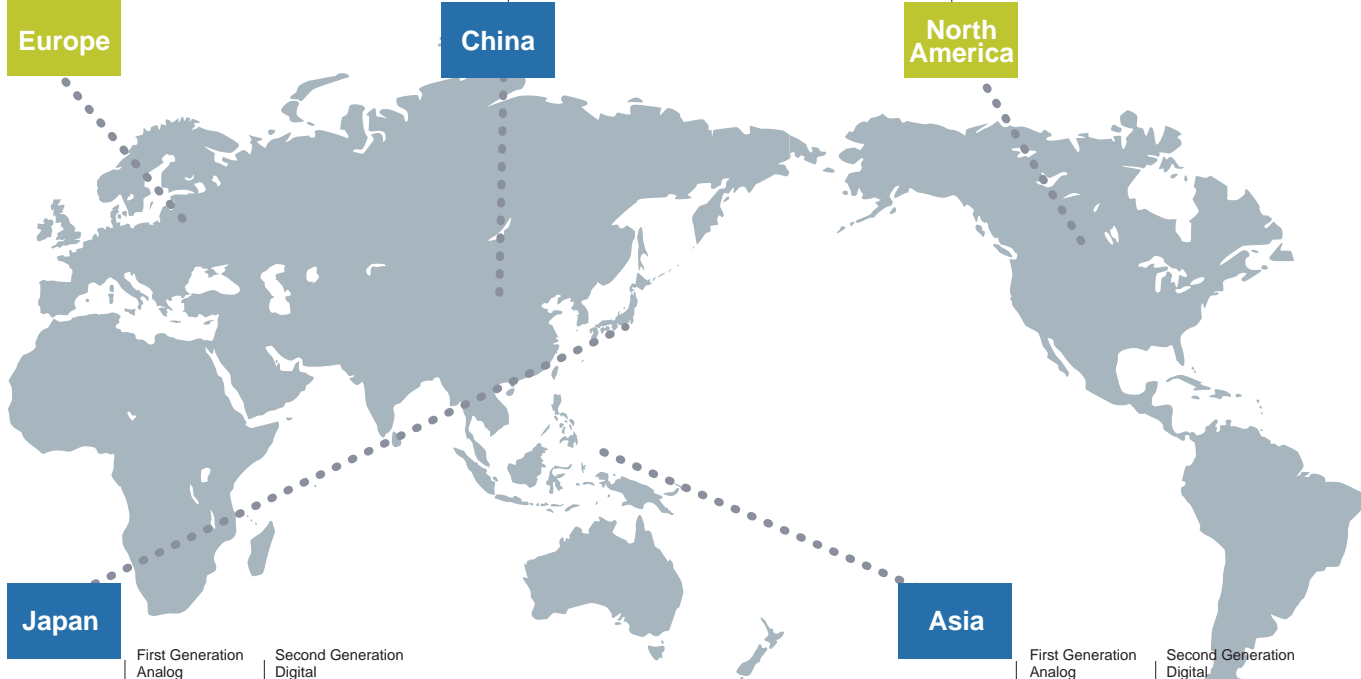 Europe
China
North
America
Japan
First Generation
Analog
Second Generation
Digital
Asia
First Generation
Analog
Second Generation
Digital